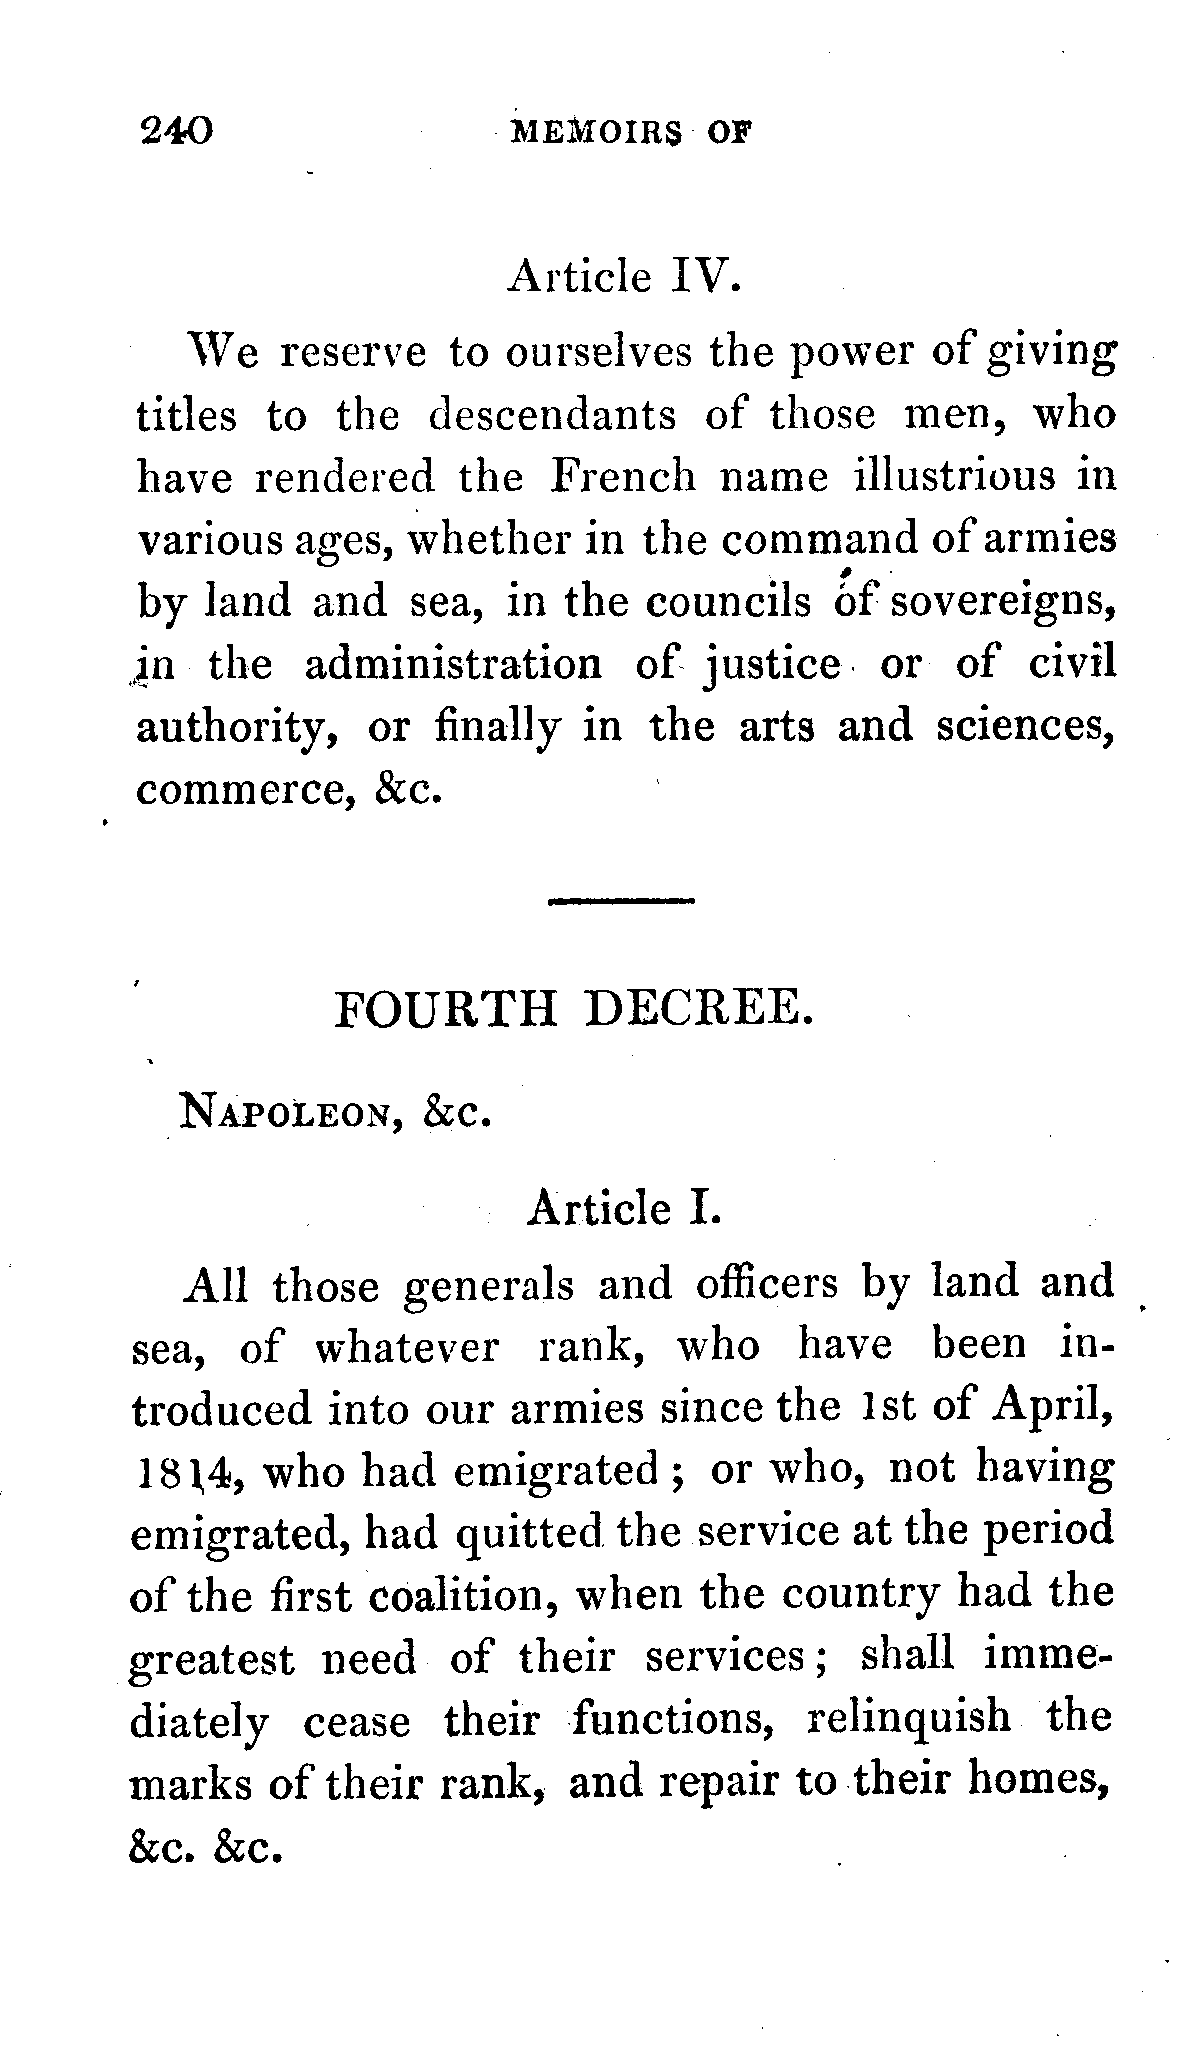 240 MEMOIRS OF
Article IV.
We reserve to ourselves the power of giving
titles to the descendants of those men, who
have rendered the French name illustrious in
various ages, whether in the command of armies
by land and sea, in the councils of sovereigns,
in the administration of justice or of civil
authority, or finally in the arts and sciences,
commerce, &c.
FOURTH DECREE.
NAPOLEON, &c.
Article I.
All those generals and officers by land and
sea, of whatever rank, who have been in-
troduced into our armies since the 1st of April,
1814, who had emigrated; or who, not having
emigrated, had quitted the service at the period
of the first coalition, when the country had the
greatest need of their services; shall imme-
diately cease their functions, relinquish the
marks of their rank, and repair to their homes,
&c. &c.